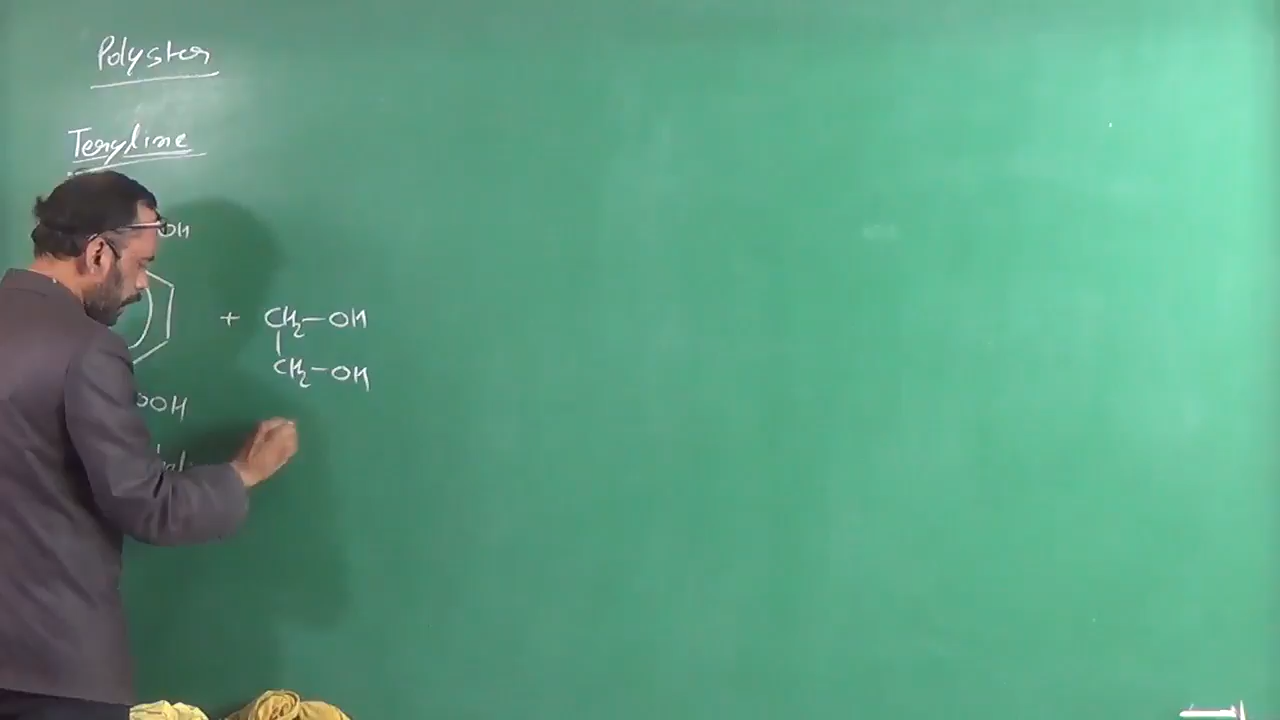 Polyster
Teryline
OH
+ CH2-OH
CH2-OH
OOH